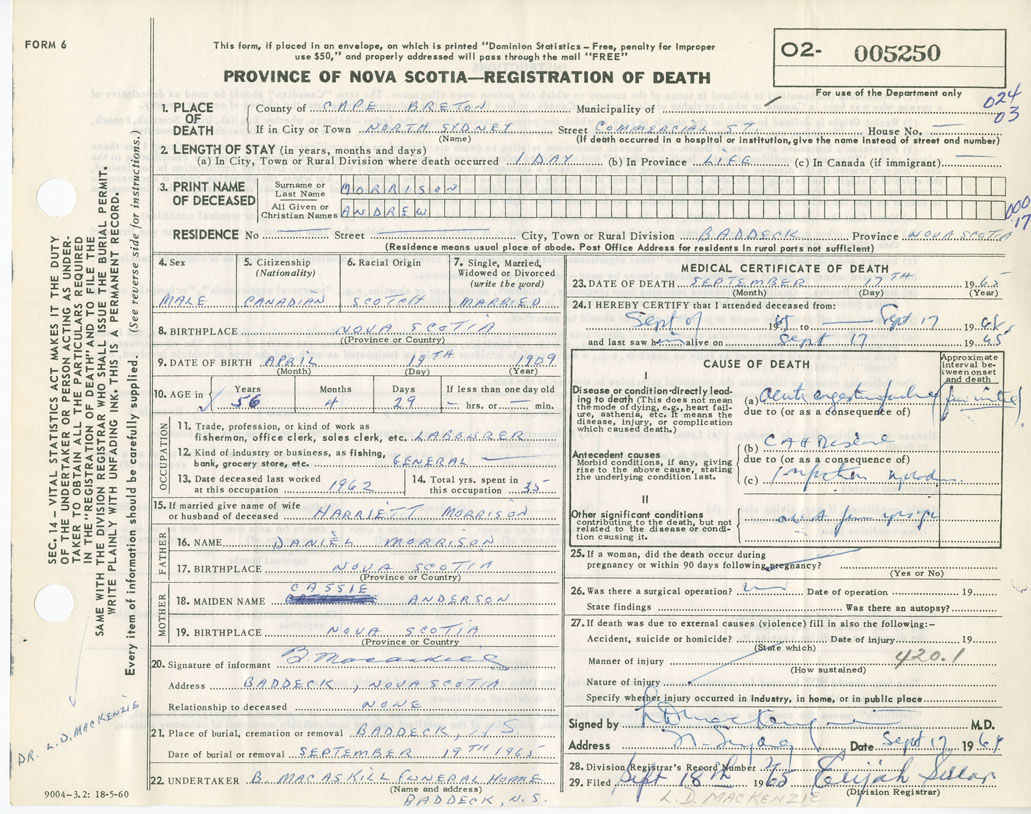 FORM 6
This form, if placed in an envelope, on which is printed "Dominion Statistics—Free, penalty for improper
use $50," and properly addressed will pass through the mail "FREE"
PROVINCE OF NOVA SCOTIA—REGISTRATION OF DEATH
O2- 005250
For use of the Department only
024
03
1. PLACE OF DEATH
County of CAPE BRETON Municipality of
If in City or Town NORTH SYDNEY Street COMMERCIAL ST. House No.
(Name) (If death occurred in a hospital or institution, give the name instead of street and number)
2. LENGTH OF STAY (in years, months and days)
(a) In City, Town or Rural Division where death occurred 1 DAY (b) In Province LIFE (c) In Canada (if immigrant)
3. PRINT NAME OF DECEASED
Surname or Last Name MORRISON
All Given or Christian Names ANDREW
000
17
RESIDENCE No Street City, Town or Rural Division BADDECK Province NOVA SCOTIA
(Residence means usual place of abode. Post Office Address for residents in rural parts not sufficient)
4. Sex
MALE
5. Citizenship
(Nationality)
CANADIAN
6. Racial Origin
SCOTCH
7. Single, Married,
Widowed or Divorced
(write the word)
MARRIED
8. BIRTHPLACE NOVA SCOTIA
(Province or Country)
9. DATE OF BIRTH APRIL 19TH 1909
(Month) (Day) (Year)
10. AGE in Years 56 Months 4 Days 29 If less than one day old
hrs. or min.
OCCUPATION
11. Trade, profession, or kind of work as
fisherman, office clerk, sales clerk, etc. LABOURER
12. Kind of industry or business, as fishing,
bank, grocery store, etc. GENERAL
13. Date deceased last worked
at this occupation 1962
14. Total yrs. spent in
this occupation 35
15. If married give name of wife
or husband of deceased HARRIETT MORRISON
FATHER
16. NAME DANIEL MORRISON
17. BIRTHPLACE NOVA SCOTIA
(Province or Country)
MOTHER
CASSIE
18. MAIDEN NAME ANDERSON
19. BIRTHPLACE NOVA SCOTIA
(Province or Country)
20. Signature of informant B. Macaskill
Address BADDECK, NOVA SCOTIA
Relationship to deceased NONE
21. Place of burial, cremation or removal BADDECK, N.S.
Date of burial or removal SEPTEMBER 19TH 1965
22. UNDERTAKER B. MACASKILL FUNERAL HOME
(Name and address)
BADDECK, N.S.
MEDICAL CERTIFICATE OF DEATH
23. DATE OF DEATH SEPTEMBER 17TH 1965
(Month) (Day) (Year)
24. I HEREBY CERTIFY that I attended deceased from:
Sept 1965 to Sept 17 1965
and last saw him alive on Sept 17 1965
CAUSE OF DEATH
Approximate
interval be-
tween onset
and death
I
Disease or condition directly lead-
ing to death (This does not mean
the mode of dying, e.g., heart fail-
ure, asthenia, etc. It means the
disease, injury, or complication
which caused death.)
(a) Acute
due to (or as a consequence of)
Antecedent causes
Morbid conditions, if any, giving
rise to the above cause, stating
the underlying condition last.
(b)
due to (or as a consequence of)
(c)
II
Other significant conditions
contributing to the death, but not
related to the disease or condi-
tion causing it.
25. If a woman, did the death occur during
pregnancy or within 90 days following pregnancy?
(Yes or No)
26. Was there a surgical operation? Date of operation 19
State findings Was there an autopsy?
27. If death was due to external causes (violence) fill in also the following:—
Accident, suicide or homicide? Date of injury 19
(State which)
Manner of injury 420.1
(How sustained)
Nature of injury
Specify whether injury occurred in industry, in home, or in public place
Signed by L D MacKenzie M.D.
Address N. Sydney Date Sept 17 196
28. Division Registrar's Record Number
29. Filed Sept 18th 1965 Elijah
(Division Registrar)
L.D. MACKENZIE
SEC. 14—VITAL STATISTICS ACT MAKES IT THE DUTY
OF THE UNDERTAKER OR PERSON ACTING AS UNDER-
TAKER TO OBTAIN ALL THE PARTICULARS REQUIRED
IN THE "REGISTRATION OF DEATH" AND TO FILE THE
SAME WITH THE DIVISION REGISTRAR WHO SHALL ISSUE THE BURIAL PERMIT.
WRITE PLAINLY WITH UNFADING INK. THIS IS A PERMANENT RECORD.
Every item of information should be carefully supplied. (See reverse side for instructions.)
DR. L.D. MACKENZIE
9004-3.2: 18-5-60